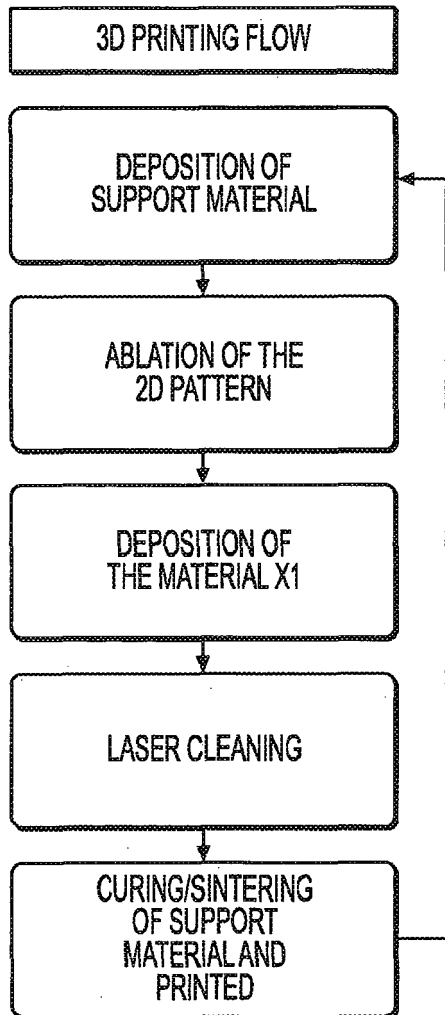 3D PRINTING FLOW
DEPOSITION OF
SUPPORT MATERIAL
ABLATION OF THE
2D PATTERN
DEPOSITION OF
THE MATERIAL X1
LASER CLEANING
CURING/SINTERING
OF SUPPORT
MATERIAL AND
PRINTED